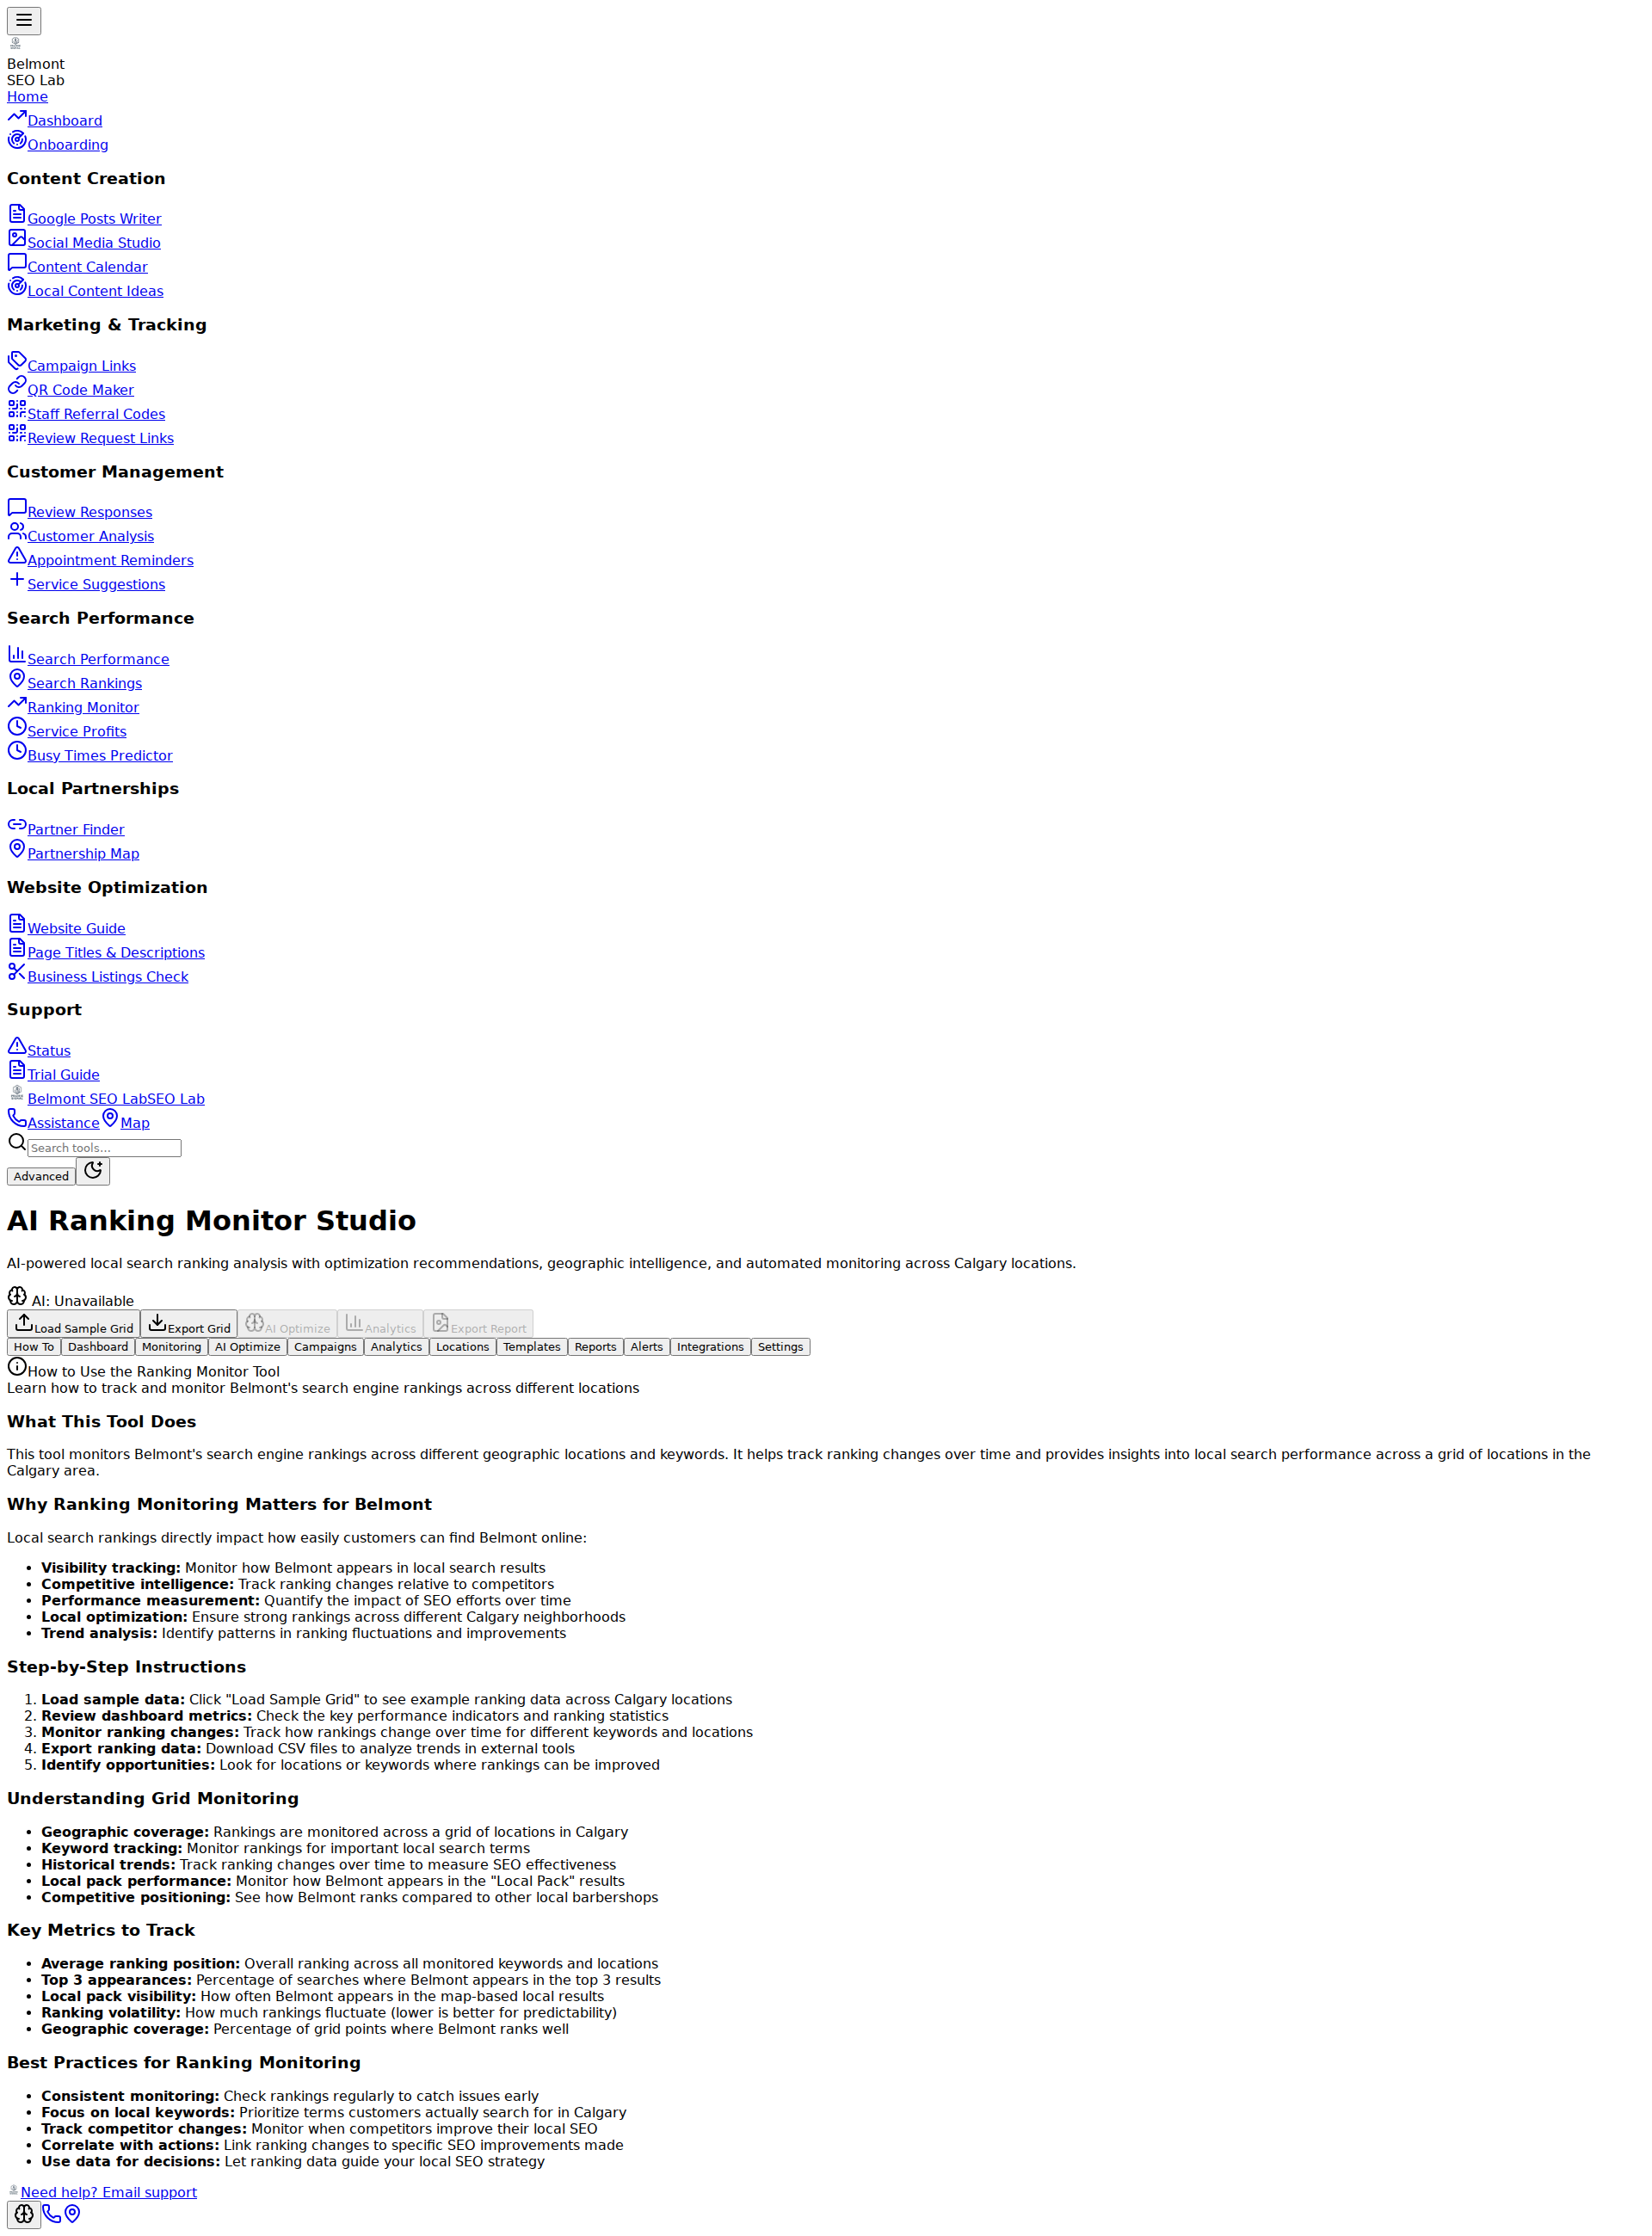 Belmont
SEO Lab
Home
Dashboard
Onboarding
Content Creation
Google Posts Writer
Social Media Studio
Content Calendar
Local Content Ideas
Marketing & Tracking
Campaign Links
QR Code Maker
Staff Referral Codes
Review Request Links
Customer Management
Review Responses
Customer Analysis
Appointment Reminders
Service Suggestions
Search Performance
Search Performance
Search Rankings
Ranking Monitor
Service Profits
Busy Times Predictor
Local Partnerships
Partner Finder
Partnership Map
Website Optimization
Website Guide
Page Titles & Descriptions
Business Listings Check
Support
Status
Trial Guide
Belmont SEO LabSEO Lab
Assistance Map
Search tools...
Advanced
AI Ranking Monitor Studio
AI-powered local search ranking analysis with optimization recommendations, geographic intelligence, and automated monitoring across Calgary locations.
AI: Unavailable
Load Sample Grid Export Grid AI Optimize Analytics Export Report
How To Dashboard Monitoring AI Optimize Campaigns Analytics Locations Templates Reports Alerts Integrations Settings
How to Use the Ranking Monitor Tool
Learn how to track and monitor Belmont's search engine rankings across different locations
What This Tool Does
This tool monitors Belmont's search engine rankings across different geographic locations and keywords. It helps track ranking changes over time and provides insights into local search performance across a grid of locations in the
Calgary area.
Why Ranking Monitoring Matters for Belmont
Local search rankings directly impact how easily customers can find Belmont online:
• Visibility tracking: Monitor how Belmont appears in local search results
• Competitive intelligence: Track ranking changes relative to competitors
• Performance measurement: Quantify the impact of SEO efforts over time
• Local optimization: Ensure strong rankings across different Calgary neighborhoods
• Trend analysis: Identify patterns in ranking fluctuations and improvements
Step-by-Step Instructions
1. Load sample data: Click "Load Sample Grid" to see example ranking data across Calgary locations
2. Review dashboard metrics: Check the key performance indicators and ranking statistics
3. Monitor ranking changes: Track how rankings change over time for different keywords and locations
4. Export ranking data: Download CSV files to analyze trends in external tools
5. Identify opportunities: Look for locations or keywords where rankings can be improved
Understanding Grid Monitoring
• Geographic coverage: Rankings are monitored across a grid of locations in Calgary
• Keyword tracking: Monitor rankings for important local search terms
• Historical trends: Track ranking changes over time to measure SEO effectiveness
• Local pack performance: Monitor how Belmont appears in the "Local Pack" results
• Competitive positioning: See how Belmont ranks compared to other local barbershops
Key Metrics to Track
• Average ranking position: Overall ranking across all monitored keywords and locations
• Top 3 appearances: Percentage of searches where Belmont appears in the top 3 results
• Local pack visibility: How often Belmont appears in the map-based local results
• Ranking volatility: How much rankings fluctuate (lower is better for predictability)
• Geographic coverage: Percentage of grid points where Belmont ranks well
Best Practices for Ranking Monitoring
• Consistent monitoring: Check rankings regularly to catch issues early
• Focus on local keywords: Prioritize terms customers actually search for in Calgary
• Track competitor changes: Monitor when competitors improve their local SEO
• Correlate with actions: Link ranking changes to specific SEO improvements made
• Use data for decisions: Let ranking data guide your local SEO strategy
Need help? Email support